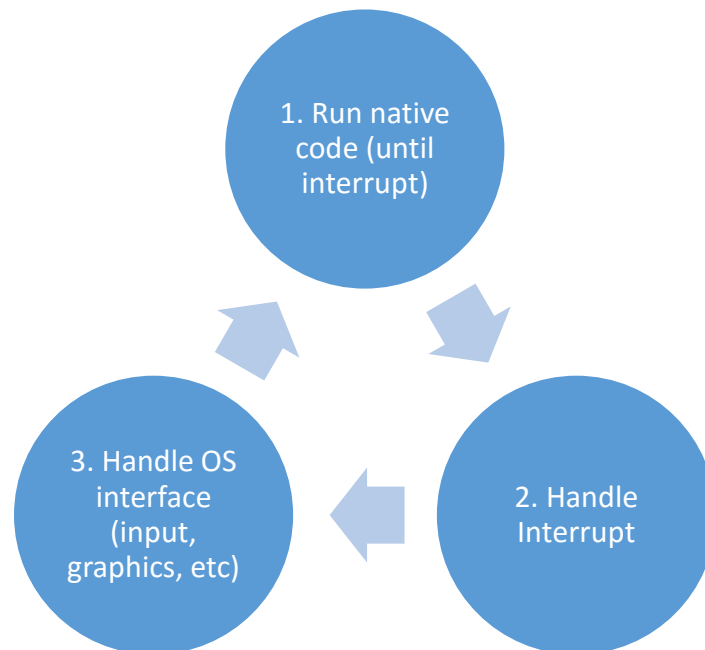 1. Run native
code (until
interrupt)
3. Handle OS
interface
(input,
graphics, etc)
2. Handle
Interrupt